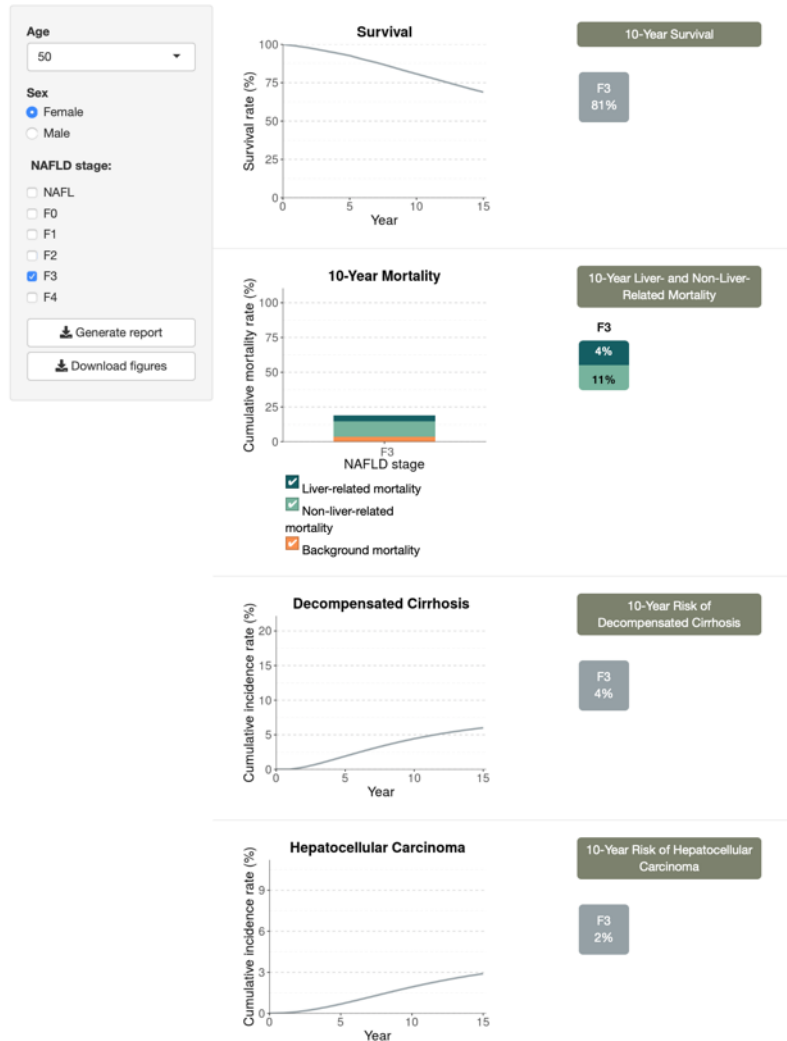 Age
50
Sex
Female
Male
NAFLD stage:
NAFL
F0
F1
F2
F3
F4
Generate report
Download figures
Survival
Survival rate (%)
100
75
50
25
0
0 5 10 15
Year
10-Year Survival
F3
81%
10-Year Mortality
Cumulative mortality rate (%)
100
75
50
25
0
F3
NAFLD stage
Liver-related mortality
Non-liver-related
mortality
Background mortality
10-Year Liver- and Non-Liver-
Related Mortality
F3
4%
11%
Decompensated Cirrhosis
Cumulative incidence rate (%)
20
15
10
5
0
0 5 10 15
Year
10-Year Risk of
Decompensated Cirrhosis
F3
4%
Hepatocellular Carcinoma
Cumulative incidence rate (%)
9
6
3
0
0 5 10 15
Year
10-Year Risk of Hepatocellular
Carcinoma
F3
2%